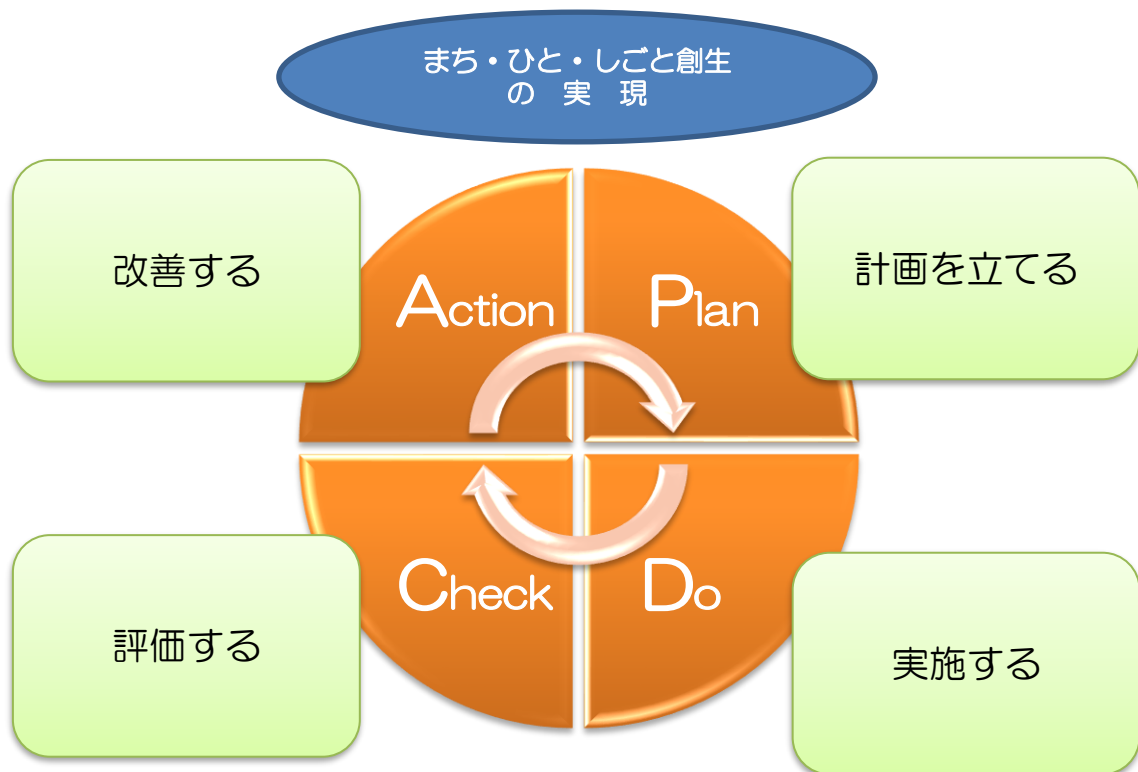 まち・ひと・しごと創生
の 実 現
改善する
計画を立てる
Action
Plan
Check
Do
評価する
実施する